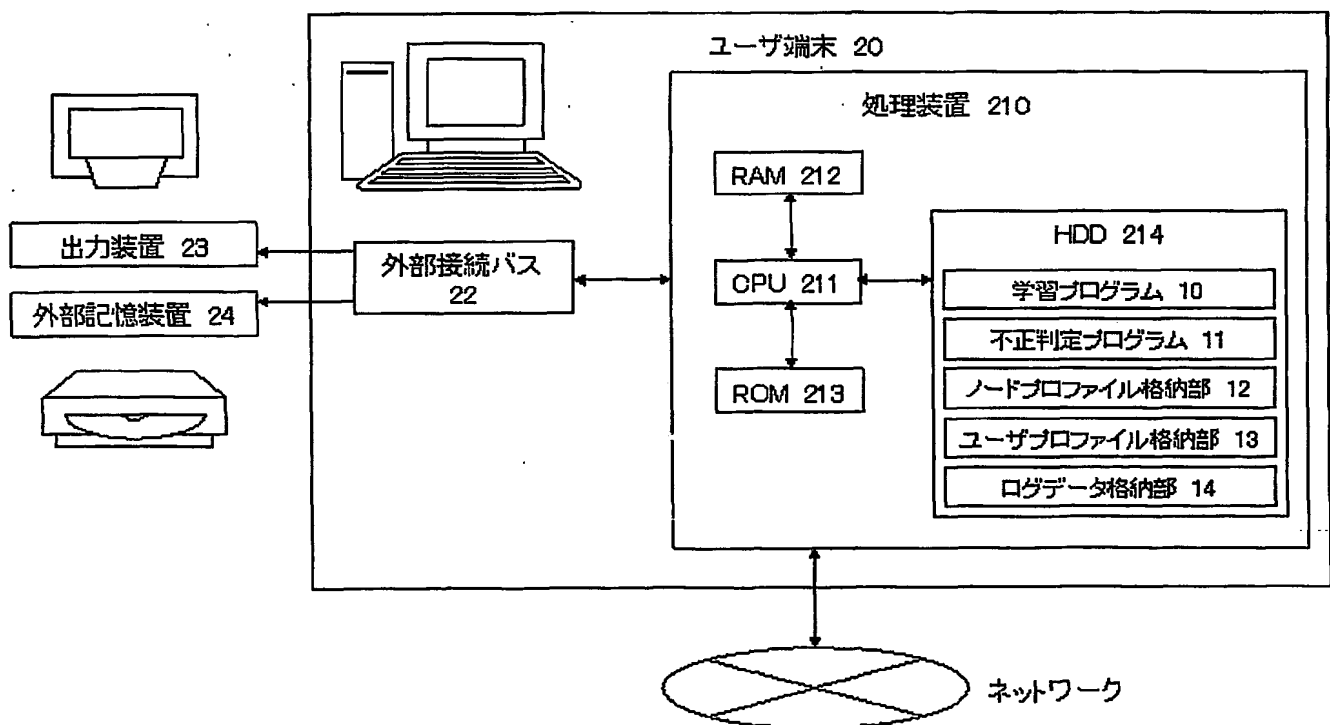 ユーザ端末 20
処理装置 210
RAM 212
CPU 211
ROM 213
HDD 214
学習プログラム 10
不正判定プログラム 11
ノードプロファイル格納部 12
ユーザプロファイル格納部 13
ログデータ格納部 14
外部接続バス
22
出力装置 23
外部記憶装置 24
ネットワーク